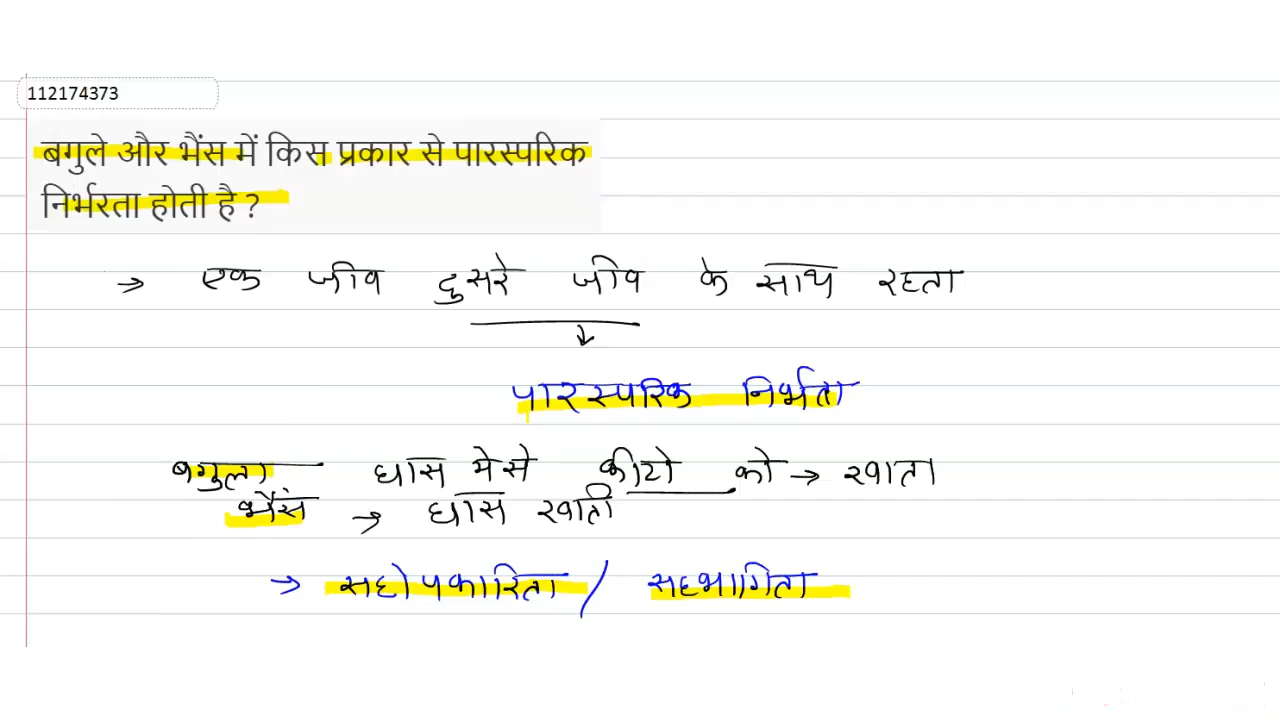 112174373
बगुले और भैंस में किस प्रकार से पारस्परिक
निर्भरता होती है ?
→ एक जीव दुसरे जीव के साथ रहता
↓
पारस्परिक निर्भता
बगुला घास मेसे कीटो को → खाता
भैंस → घास खाती
→ सहोपकारिता / सहभागिता